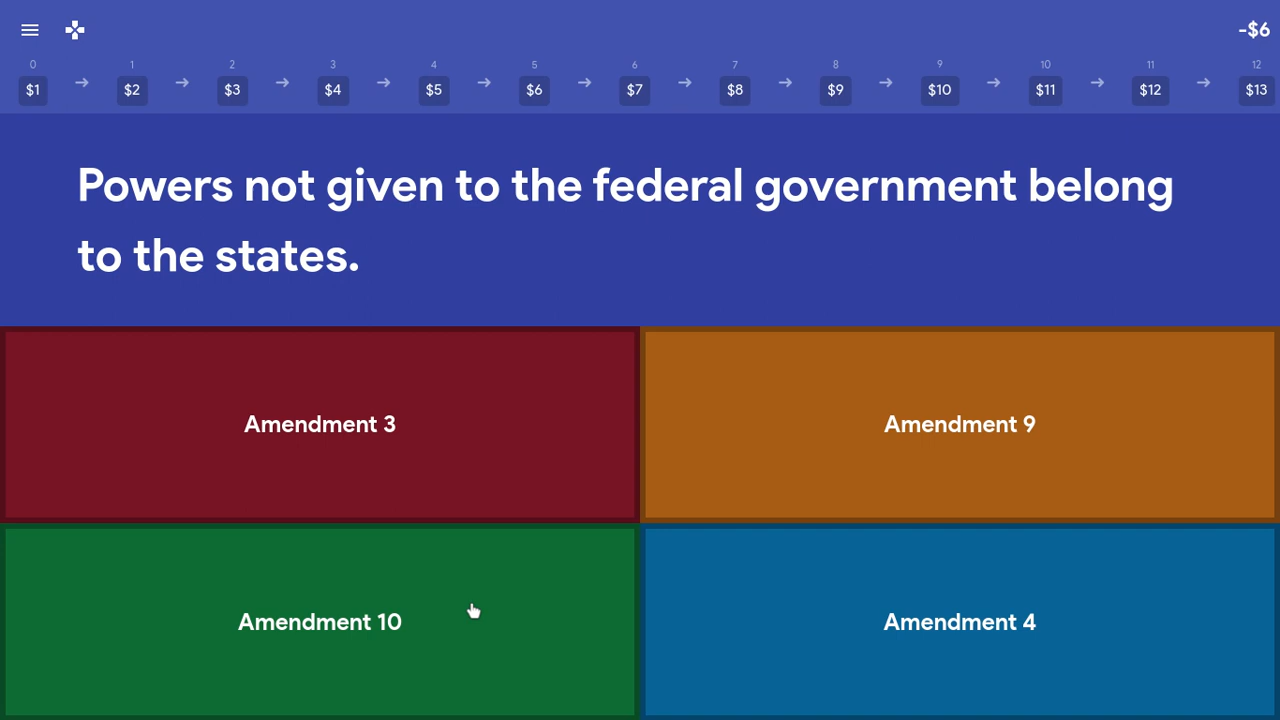 -$6
0 1 2 3 4 5 6 7 8 9 10 11 12
$1 → $2 → $3 → $4 → $5 → $6 → $7 → $8 → $9 → $10 → $11 → $12 → $13
Powers not given to the federal government belong
to the states.
Amendment 3
Amendment 9
Amendment 10
Amendment 4